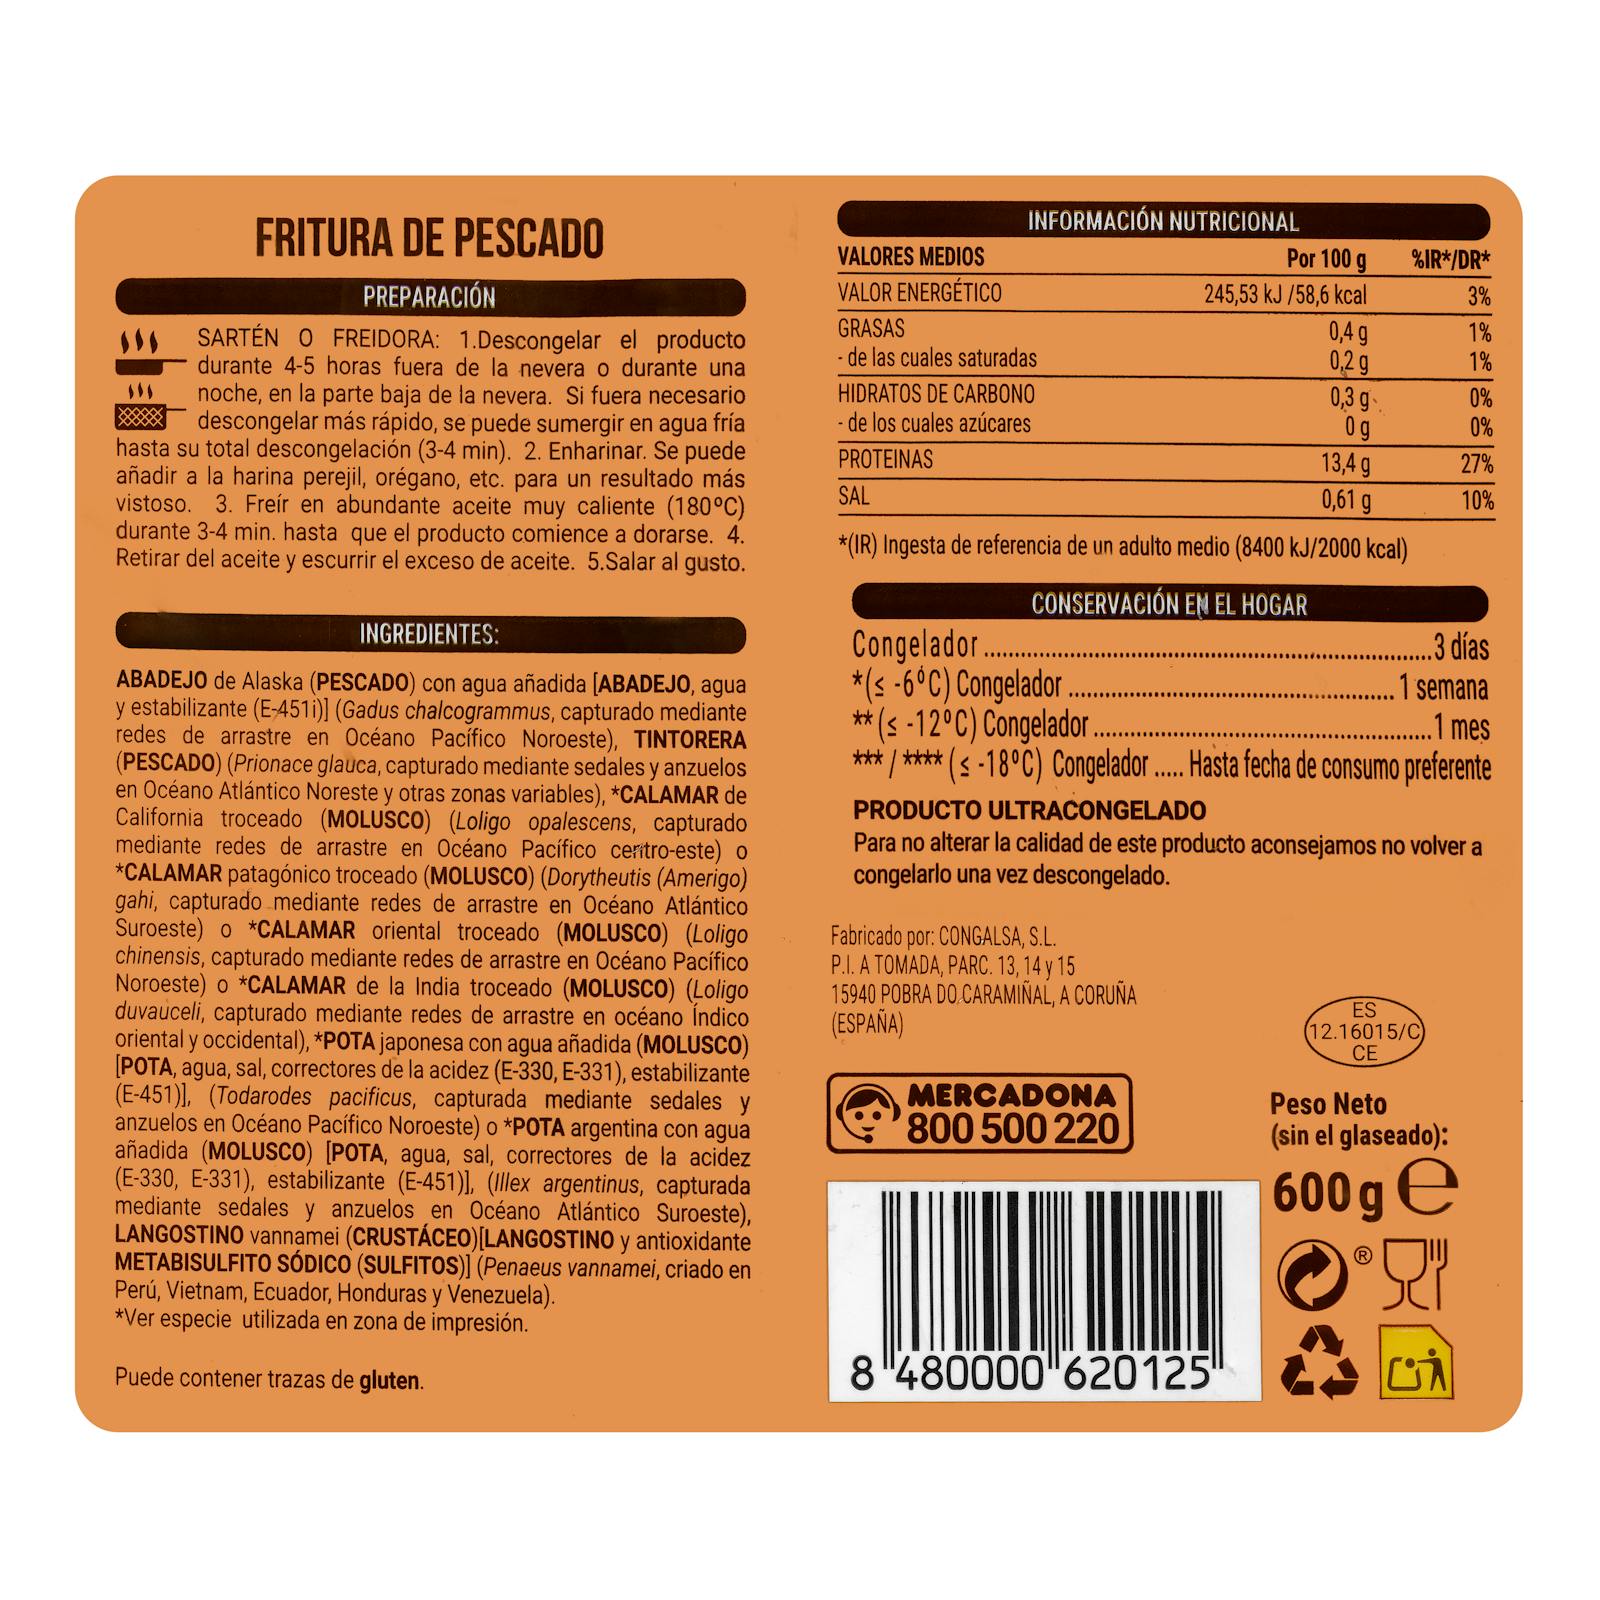 FRITURA DE PESCADO
PREPARACIÓN
SARTÉN O FREIDORA: 1.Descongelar el producto
durante 4-5 horas fuera de la nevera o durante una
noche, en la parte baja de la nevera. Si fuera necesario
descongelar más rápido, se puede sumergir en agua fría
hasta su total descongelación (3-4 min). 2. Enharinar. Se puede
añadir a la harina perejil, orégano, etc. para un resultado más
vistoso. 3. Freír en abundante aceite muy caliente (180ºC)
durante 3-4 min. hasta que el producto comience a dorarse. 4.
Retirar del aceite y escurrir el exceso de aceite. 5.Salar al gusto.
INGREDIENTES:
ABADEJO de Alaska (PESCADO) con agua añadida [ABADEJO, agua
y estabilizante (E-451i)] (Gadus chalcogrammus, capturado mediante
redes de arrastre en Océano Pacífico Noroeste), TINTORERA
(PESCADO) (Prionace glauca, capturado mediante sedales y anzuelos
en Océano Atlántico Noreste y otras zonas variables), *CALAMAR de
California troceado (MOLUSCO) (Loligo opalescens, capturado
mediante redes de arrastre en Océano Pacífico centro-este) o
*CALAMAR patagónico troceado (MOLUSCO) (Dorytheutis (Amerigo)
gahi, capturado mediante redes de arrastre en Océano Atlántico
Suroeste) o *CALAMAR oriental troceado (MOLUSCO) (Loligo
chinensis, capturado mediante redes de arrastre en Océano Pacífico
Noroeste) o *CALAMAR de la India troceado (MOLUSCO) (Loligo
duvauceli, capturado mediante redes de arrastre en océano Índico
oriental y occidental), *POTA japonesa con agua añadida (MOLUSCO)
[POTA, agua, sal, correctores de la acidez (E-330, E-331), estabilizante
(E-451)], (Todarodes pacificus, capturada mediante sedales y
anzuelos en Océano Pacífico Noroeste) o *POTA argentina con agua
añadida (MOLUSCO) [POTA, agua, sal, correctores de la acidez
(E-330, E-331), estabilizante (E-451)], (Illex argentinus, capturada
mediante sedales y anzuelos en Océano Atlántico Suroeste),
LANGOSTINO vannamei (CRUSTÁCEO)[LANGOSTINO y antioxidante
METABISULFITO SÓDICO (SULFITOS)] (Penaeus vannamei, criado en
Perú, Vietnam, Ecuador, Honduras y Venezuela).
*Ver especie utilizada en zona de impresión.
Puede contener trazas de gluten.
INFORMACIÓN NUTRICIONAL
VALORES MEDIOS Por 100 g %IR*/DR*
VALOR ENERGÉTICO 245,53 kJ /58,6 kcal 3%
GRASAS 0,4 g 1%
- de las cuales saturadas 0,2 g 1%
HIDRATOS DE CARBONO 0,3 g 0%
- de los cuales azúcares 0 g 0%
PROTEINAS 13,4 g 27%
SAL 0,61 g 10%
*(IR) Ingesta de referencia de un adulto medio (8400 kJ/2000 kcal)
CONSERVACIÓN EN EL HOGAR
Congelador ........ 3 días
*(≤ -6ºC) Congelador ........ 1 semana
** (≤ -12ºC) Congelador ........ 1 mes
*** / **** (≤ -18ºC) Congelador ..... Hasta fecha de consumo preferente
PRODUCTO ULTRACONGELADO
Para no alterar la calidad de este producto aconsejamos no volver a
congelarlo una vez descongelado.
Fabricado por: CONGALSA, S.L.
P.I. A TOMADA, PARC. 13, 14 y 15
15940 POBRA DO CARAMIÑAL, A CORUÑA
(ESPAÑA)
ES
12.16015/C
CE
MERCADONA
800 500 220
Peso Neto
(sin el glaseado):
600 g e
®
8 480000 620125